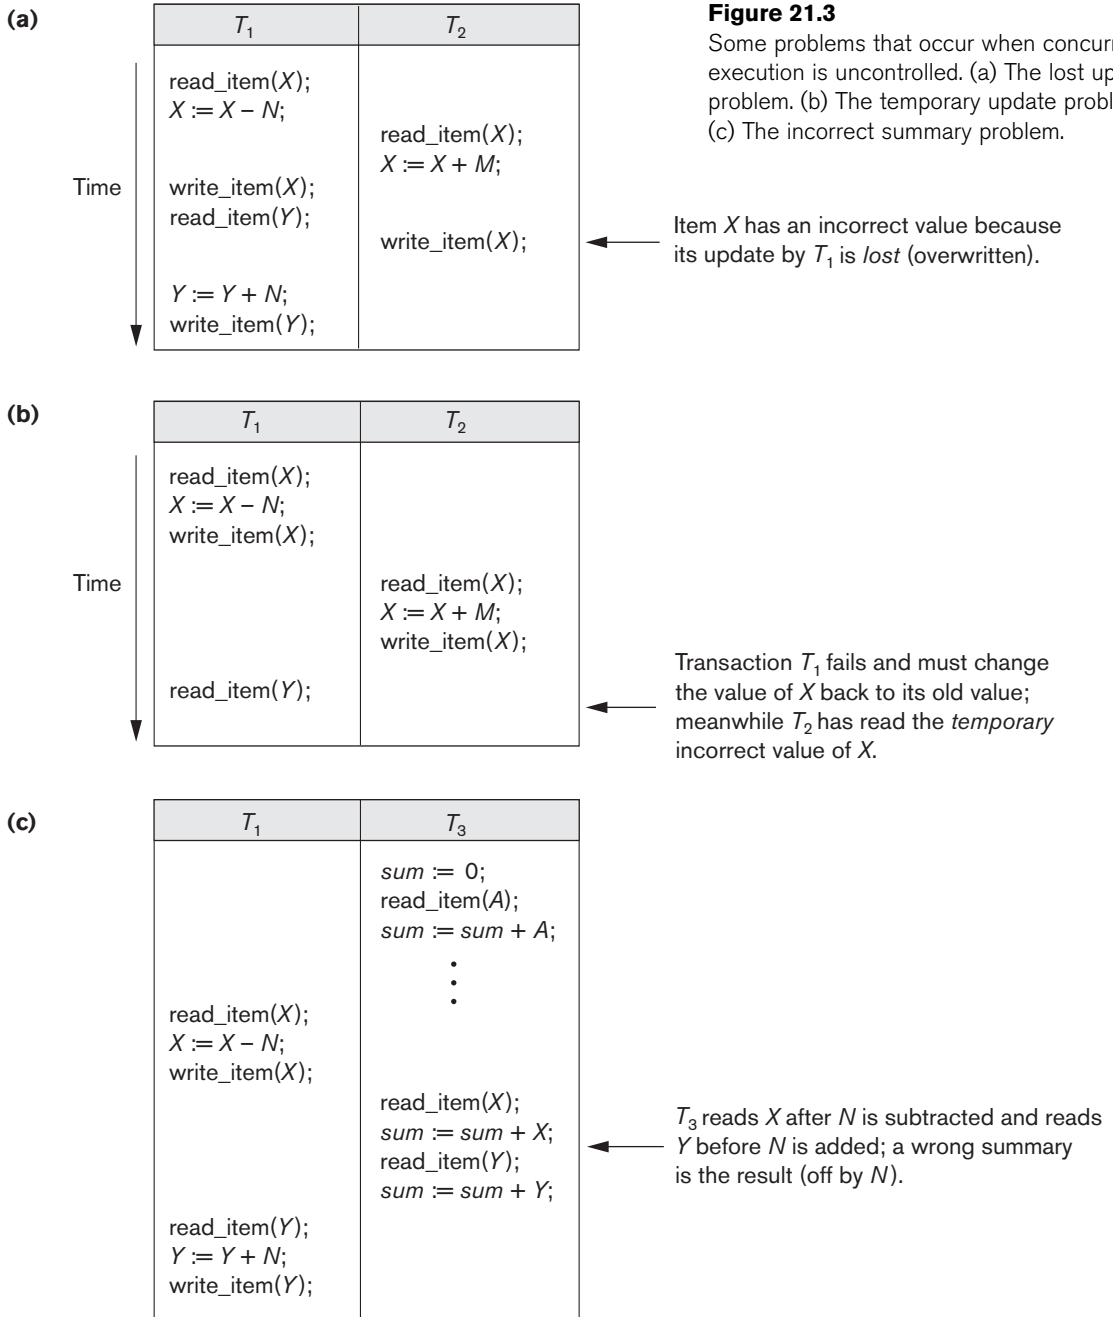 Figure 21.3
Some problems that occur when concurr
execution is uncontrolled. (a) The lost up
problem. (b) The temporary update probl
(c) The incorrect summary problem.
(a)
T1 T2
Time
read_item(X);
X := X – N;
read_item(X);
X := X + M;
write_item(X);
read_item(Y);
write_item(X);
Item X has an incorrect value because
its update by T1 is lost (overwritten).
Y := Y + N;
write_item(Y);
(b)
T1 T2
Time
read_item(X);
X := X – N;
write_item(X);
read_item(X);
X := X + M;
write_item(X);
read_item(Y);
Transaction T1 fails and must change
the value of X back to its old value;
meanwhile T2 has read the temporary
incorrect value of X.
(c)
T1 T3
sum := 0;
read_item(A);
sum := sum + A;
read_item(X);
X := X – N;
write_item(X);
read_item(X);
sum := sum + X;
read_item(Y);
sum := sum + Y;
T3 reads X after N is subtracted and reads
Y before N is added; a wrong summary
is the result (off by N).
read_item(Y);
Y := Y + N;
write_item(Y);